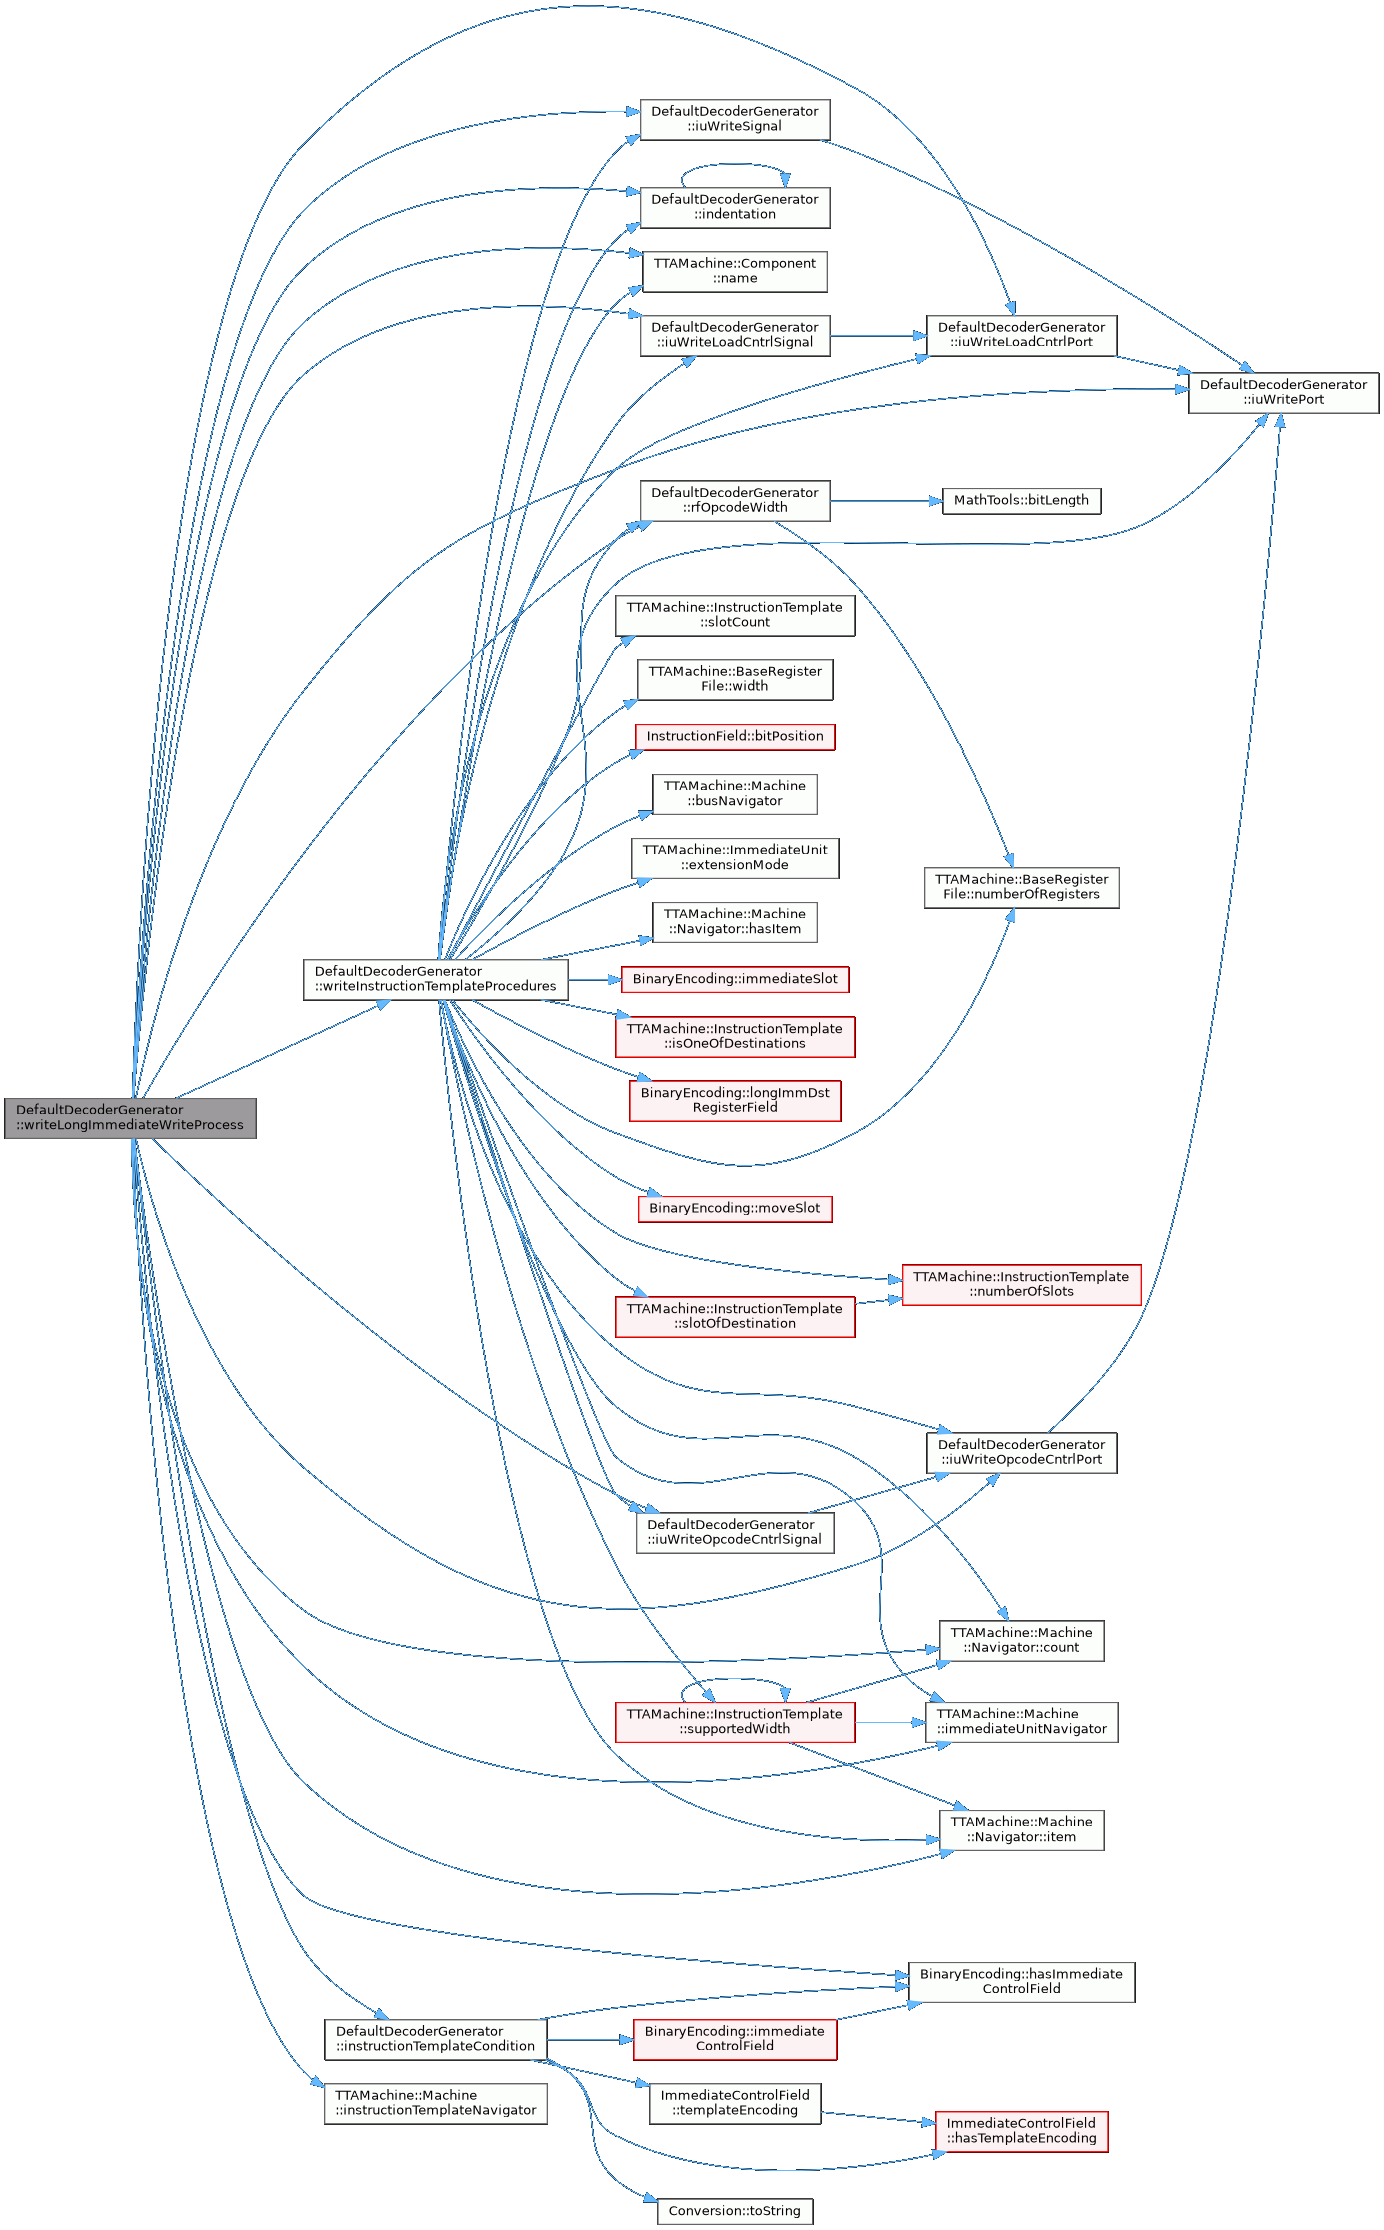 DefaultDecoderGenerator
::iuWriteSignal
DefaultDecoderGenerator
::indentation
TTAMachine::Component
::name
DefaultDecoderGenerator
::iuWriteLoadCntrlSignal
DefaultDecoderGenerator
::iuWriteLoadCntrlPort
DefaultDecoderGenerator
::iuWritePort
DefaultDecoderGenerator
::rfOpcodeWidth
MathTools::bitLength
TTAMachine::InstructionTemplate
::slotCount
TTAMachine::BaseRegister
File::width
InstructionField::bitPosition
TTAMachine::Machine
::busNavigator
TTAMachine::ImmediateUnit
::extensionMode
TTAMachine::BaseRegister
File::numberOfRegisters
TTAMachine::Machine
::Navigator::hasItem
DefaultDecoderGenerator
::writeInstructionTemplateProcedures
BinaryEncoding::immediateSlot
TTAMachine::InstructionTemplate
::isOneOfDestinations
BinaryEncoding::longImmDst
RegisterField
DefaultDecoderGenerator
::writeLongImmediateWriteProcess
BinaryEncoding::moveSlot
TTAMachine::InstructionTemplate
::numberOfSlots
TTAMachine::InstructionTemplate
::slotOfDestination
DefaultDecoderGenerator
::iuWriteOpcodeCntrlPort
DefaultDecoderGenerator
::iuWriteOpcodeCntrlSignal
TTAMachine::Machine
::Navigator::count
TTAMachine::InstructionTemplate
::supportedWidth
TTAMachine::Machine
::immediateUnitNavigator
TTAMachine::Machine
::Navigator::item
BinaryEncoding::hasImmediate
ControlField
DefaultDecoderGenerator
::instructionTemplateCondition
BinaryEncoding::immediate
ControlField
TTAMachine::Machine
::instructionTemplateNavigator
ImmediateControlField
::templateEncoding
ImmediateControlField
::hasTemplateEncoding
Conversion::toString